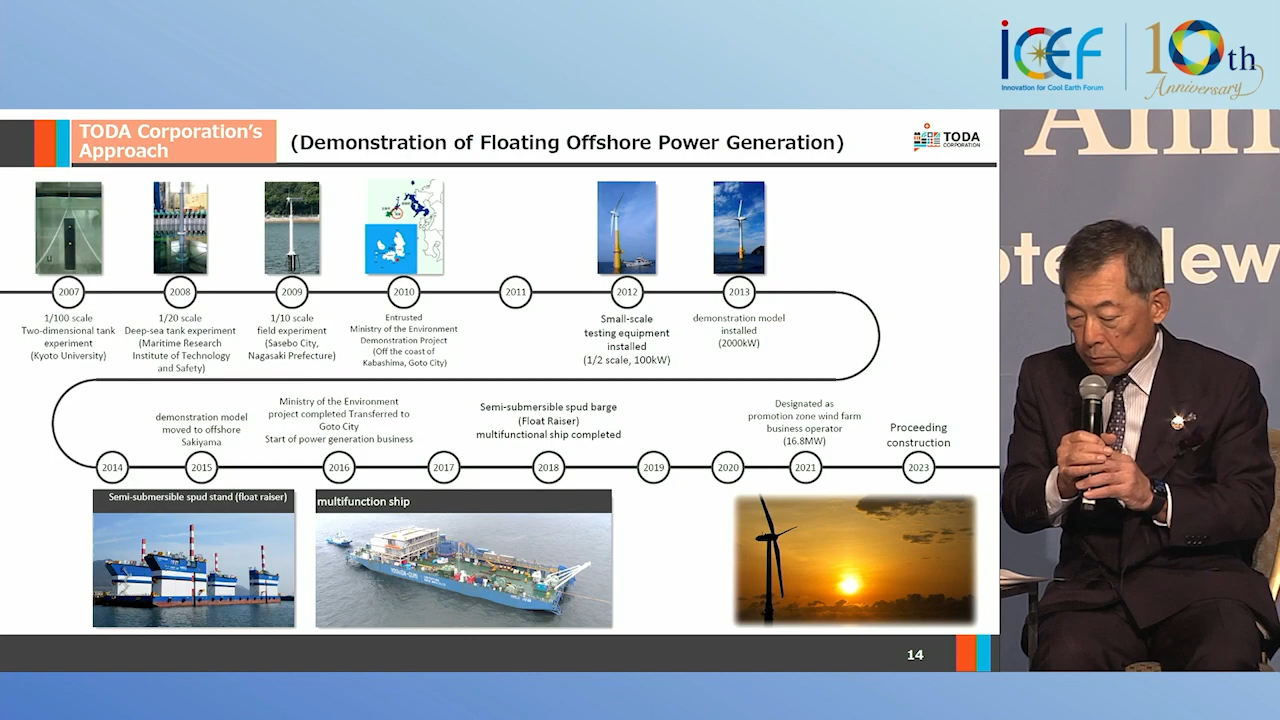 iCEF
Innovation for Cool Earth Forum
10th
Anniversary
TODA Corporation's
Approach
(Demonstration of Floating Offshore Power Generation)
TODA
CORPORATION
2007
2008
2009
2010
2011
2012
2013
1/100 scale
Two-dimensional tank
experiment
(Kyoto University)
1/20 scale
Deep-sea tank experiment
(Maritime Research
Institute of Technology
and Safety)
1/10 scale
field experiment
(Sasebo City,
Nagasaki Prefecture)
Entrusted
Ministry of the Environment
Demonstration Project
(Off the coast of
Kabashima, Goto City)
Small-scale
testing equipment
installed
(1/2 scale, 100kW)
demonstration model
installed
(2000kW)
demonstration model
moved to offshore
Sakiyama
Ministry of the Environment
project completed Transferred to
Goto City
Start of power generation business
Semi-submersible spud barge
(Float Raiser)
multifunctional ship completed
Designated as
promotion zone wind farm
business operator
(16.8MW)
Proceeding
construction
2014
2015
2016
2017
2018
2019
2020
2021
2023
Semi-submersible spud stand (float raiser)
multifunction ship
14
Ann
ote
New